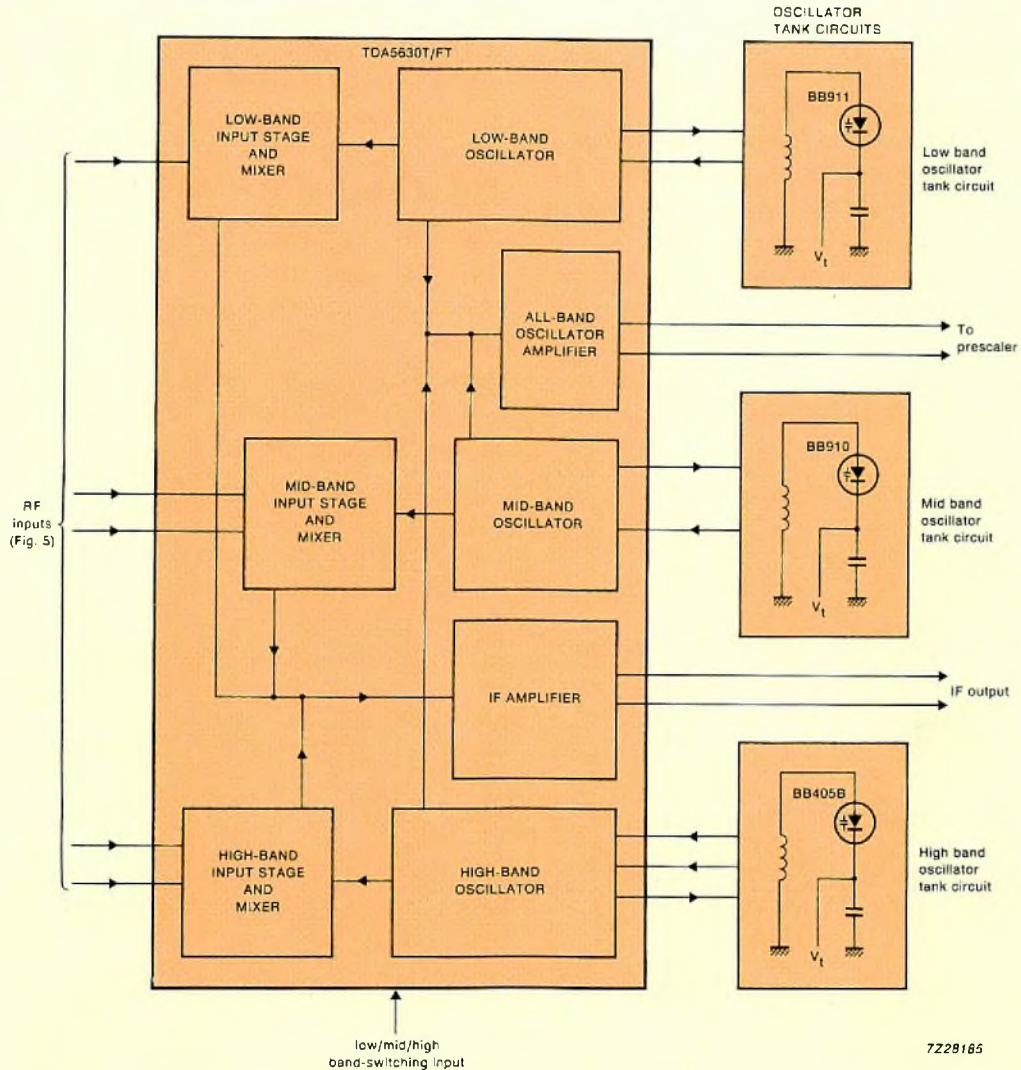 OSCILLATOR
TANK CIRCUITS
TDA5630T/FT
LOW-BAND
INPUT STAGE
AND
MIXER
LOW-BAND
OSCILLATOR
BB911
Vt
Low band
oscillator
tank circuit
ALL-BAND
OSCILLATOR
AMPLIFIER
To
prescaler
RF
inputs
(Fig. 5)
MID-BAND
INPUT STAGE
AND
MIXER
MID-BAND
OSCILLATOR
BB910
Vt
Mid band
oscillator
tank circuit
IF AMPLIFIER
IF output
HIGH-BAND
INPUT STAGE
AND
MIXER
HIGH-BAND
OSCILLATOR
BB405B
Vt
High band
oscillator
tank circuit
low/mid/high
band-switching input
7Z28185